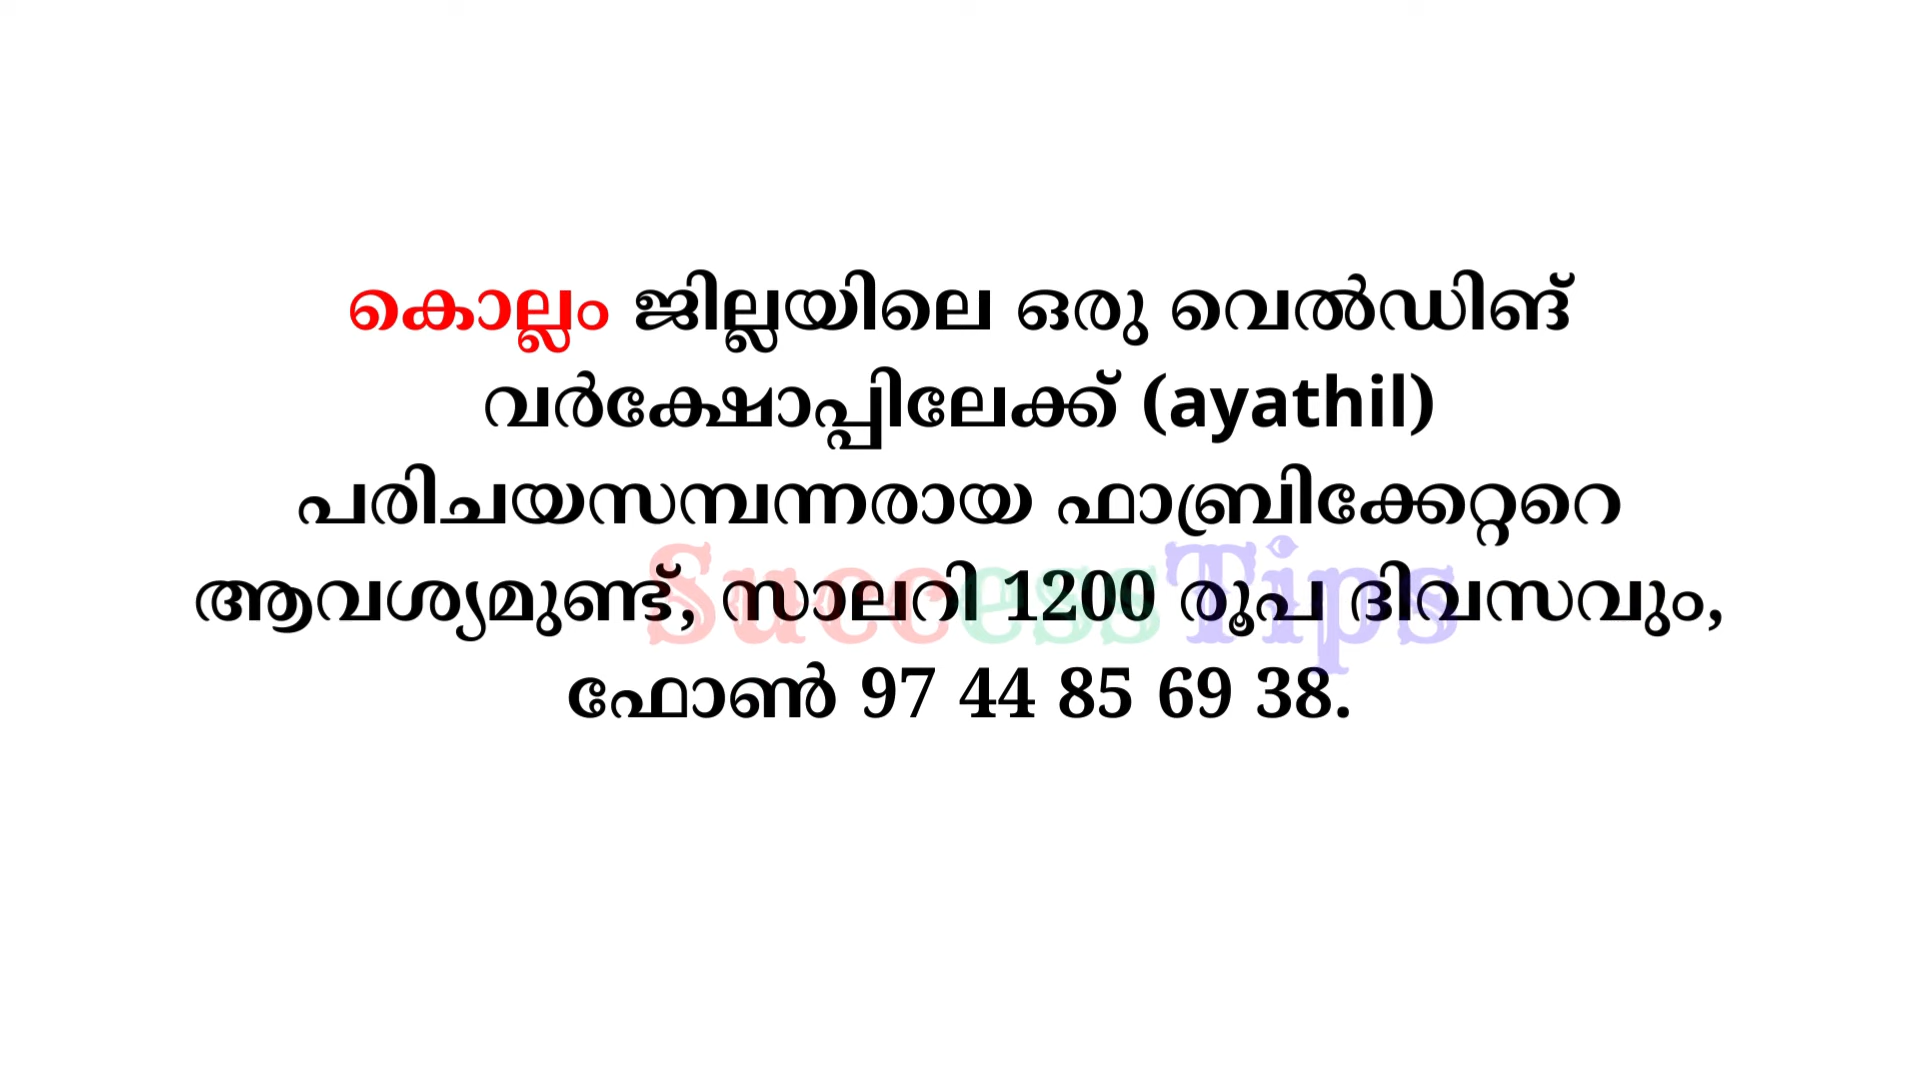 കൊല്ലം ജില്ലയിലെ ഒരു വെൽഡിങ്
വർക്ഷോപ്പിലേക്ക് (ayathil)
പരിചയസമ്പന്നരായ ഫാബ്രിക്കേറ്ററെ
ആവശ്യമുണ്ട്, സാലറി 1200 രൂപ ദിവസവും,
SuccessTips
ഫോൺ 97 44 85 69 38.